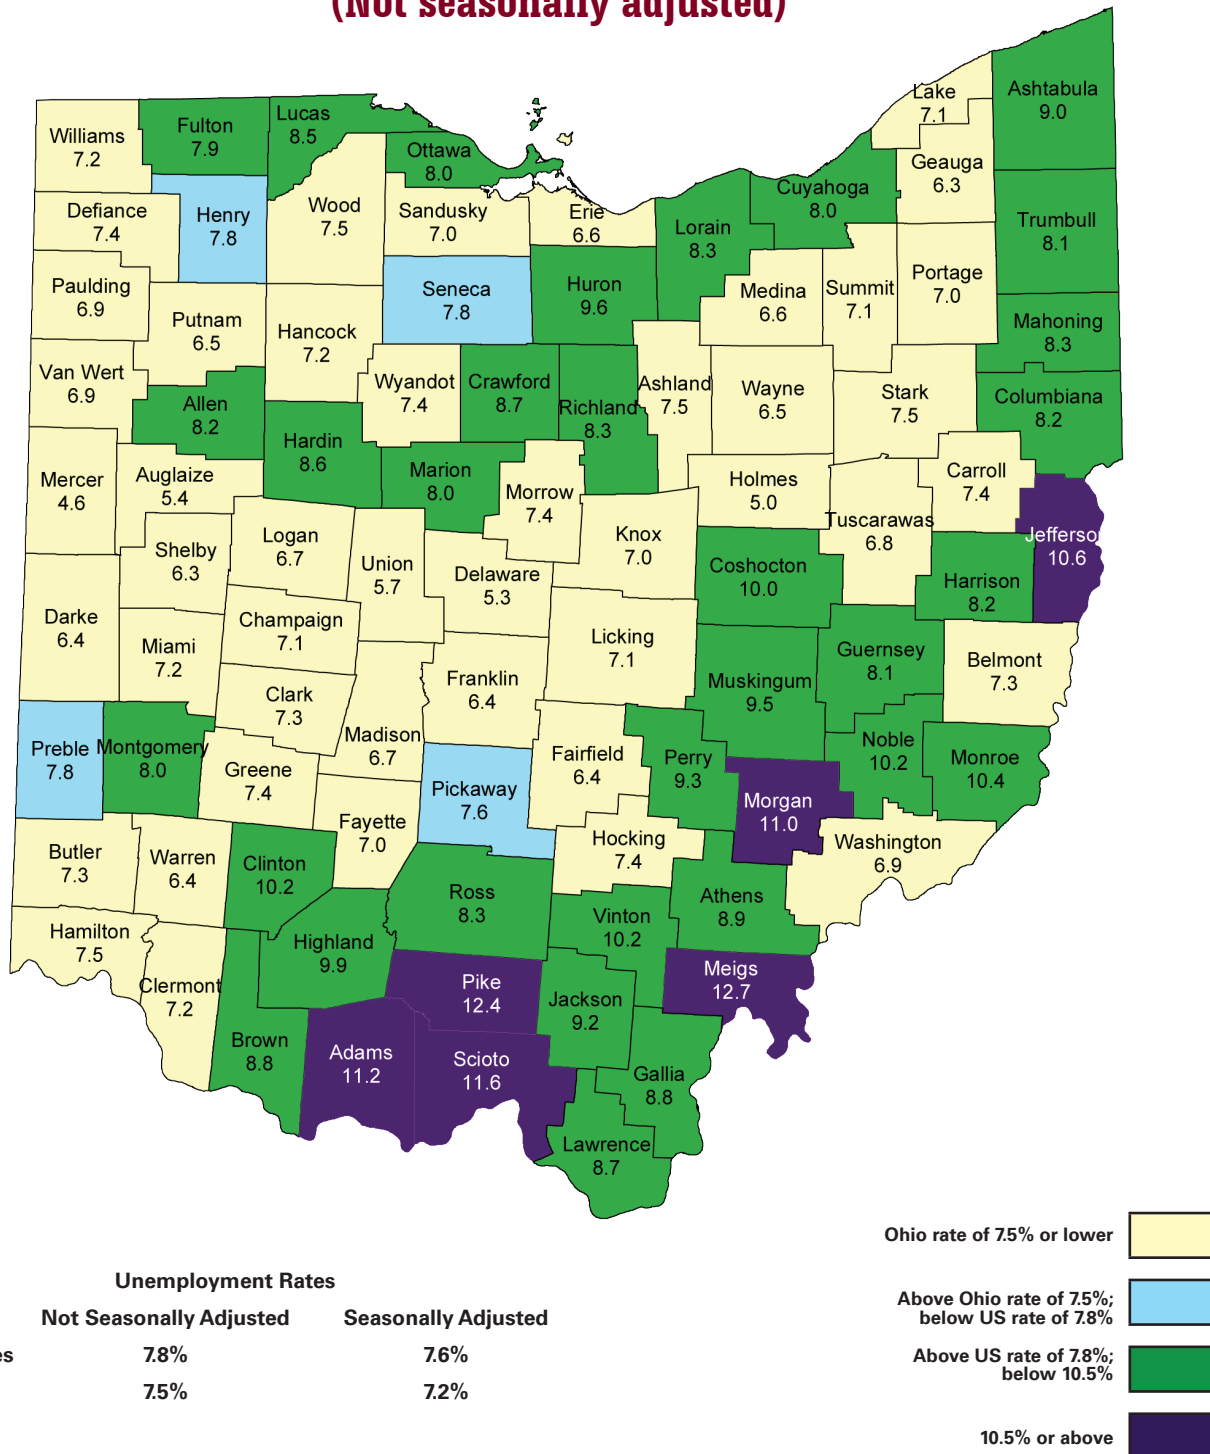 (Not seasonally adjusted)
Williams
7.2
Fulton
7.9
Lucas
8.5
Ottawa
8.0
Lake
7.1
Ashtabula
9.0
Geauga
6.3
Cuyahoga
8.0
Defiance
7.4
Henry
7.8
Wood
7.5
Sandusky
7.0
Erie
6.6
Lorain
8.3
Trumbull
8.1
Paulding
6.9
Putnam
6.5
Hancock
7.2
Seneca
7.8
Huron
9.6
Medina
6.6
Summit
7.1
Portage
7.0
Mahoning
8.3
Van Wert
6.9
Allen
8.2
Hardin
8.6
Wyandot
7.4
Crawford
8.7
Richland
8.3
Ashland
7.5
Wayne
6.5
Stark
7.5
Columbiana
8.2
Mercer
4.6
Auglaize
5.4
Marion
8.0
Morrow
7.4
Holmes
5.0
Carroll
7.4
Tuscarawas
6.8
Jefferso
10.6
Shelby
6.3
Logan
6.7
Union
5.7
Delaware
5.3
Knox
7.0
Coshocton
10.0
Harrison
8.2
Darke
6.4
Miami
7.2
Champaign
7.1
Licking
7.1
Guernsey
8.1
Belmont
7.3
Clark
7.3
Madison
6.7
Franklin
6.4
Muskingum
9.5
Preble
7.8
Montgomery
8.0
Greene
7.4
Fairfield
6.4
Perry
9.3
Noble
10.2
Monroe
10.4
Pickaway
7.6
Morgan
11.0
Fayette
7.0
Hocking
7.4
Washington
6.9
Butler
7.3
Warren
6.4
Clinton
10.2
Ross
8.3
Athens
8.9
Vinton
10.2
Hamilton
7.5
Highland
9.9
Clermont
7.2
Pike
12.4
Meigs
12.7
Jackson
9.2
Brown
8.8
Adams
11.2
Scioto
11.6
Gallia
8.8
Lawrence
8.7
Ohio rate of 7.5% or lower
Above Ohio rate of 7.5%;
below US rate of 7.8%
Above US rate of 7.8%;
below 10.5%
10.5% or above
Unemployment Rates
Not Seasonally Adjusted Seasonally Adjusted
es 7.8% 7.6%
7.5% 7.2%